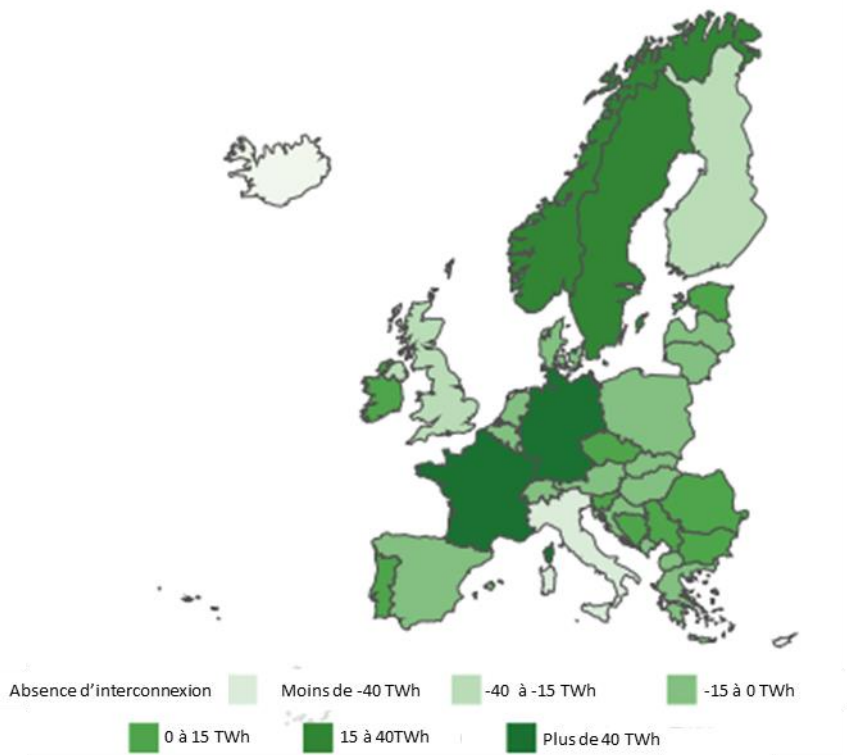 Absence d'interconnexion Moins de -40 TWh -40 à -15 TWh -15 à 0 TWh
0 à 15 TWh 15 à 40TWh Plus de 40 TWh